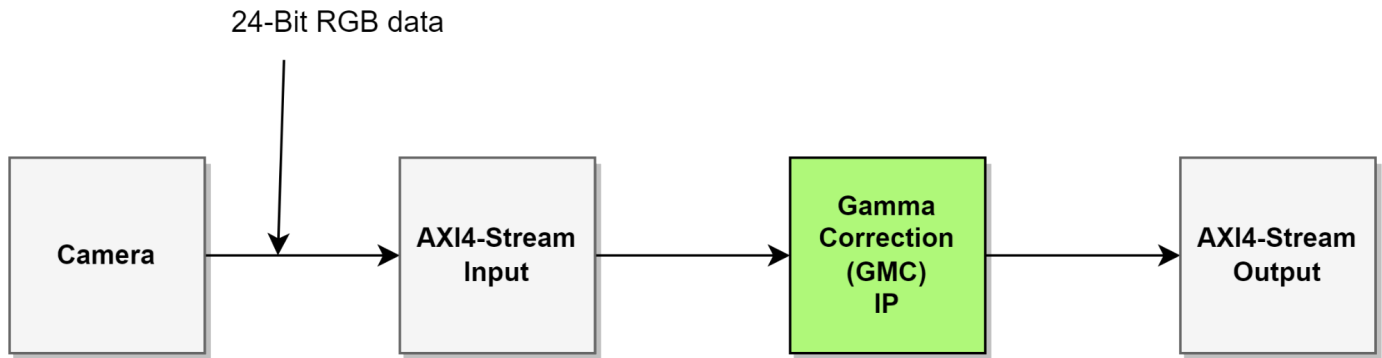 24-Bit RGB data
Camera
AXI4-Stream
Input
Gamma
Correction
(GMC)
IP
AXI4-Stream
Output